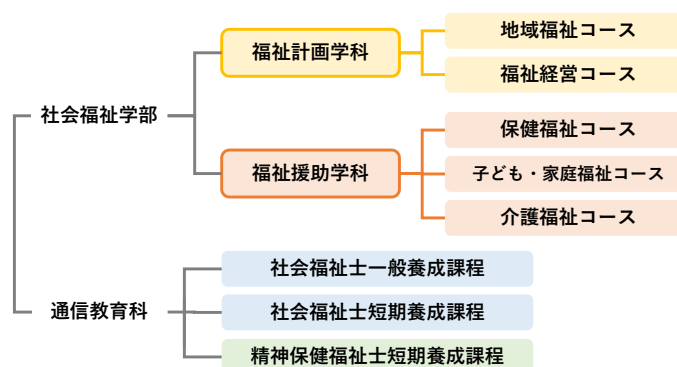 社会福祉学部
福祉計画学科
地域福祉コース
福祉経営コース
福祉援助学科
保健福祉コース
子ども・家庭福祉コース
介護福祉コース
通信教育科
社会福祉士一般養成課程
社会福祉士短期養成課程
精神保健福祉士短期養成課程